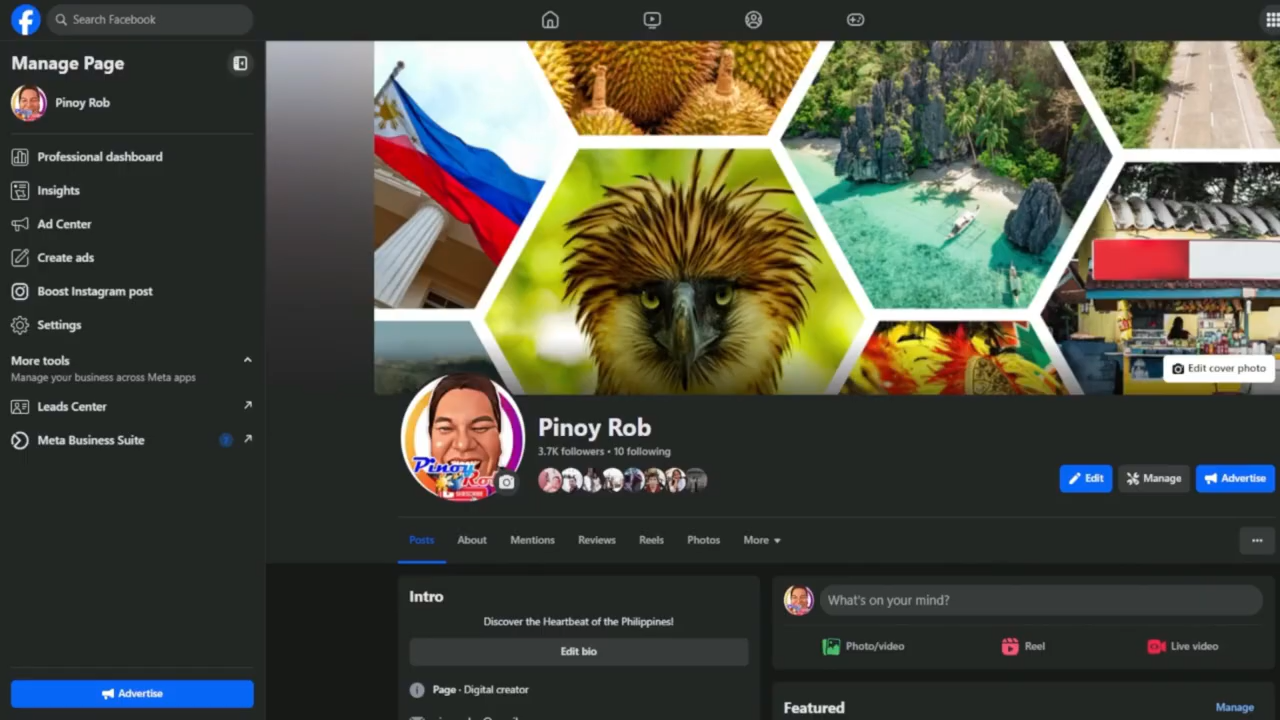 Search Facebook
Manage Page
Pinoy Rob
Professional dashboard
Insights
Ad Center
Create ads
Boost Instagram post
Settings
More tools
Manage your business across Meta apps
Leads Center
Meta Business Suite
Advertise
Edit cover photo
Pinoy
SUBSCRIBE
Pinoy Rob
3.7K followers • 10 following
Edit
Manage
Advertise
Posts
About
Mentions
Reviews
Reels
Photos
More
Intro
Discover the Heartbeat of the Philippines!
Edit bio
Page · Digital creator
What's on your mind?
Photo/video
Reel
Live video
Featured
Manage